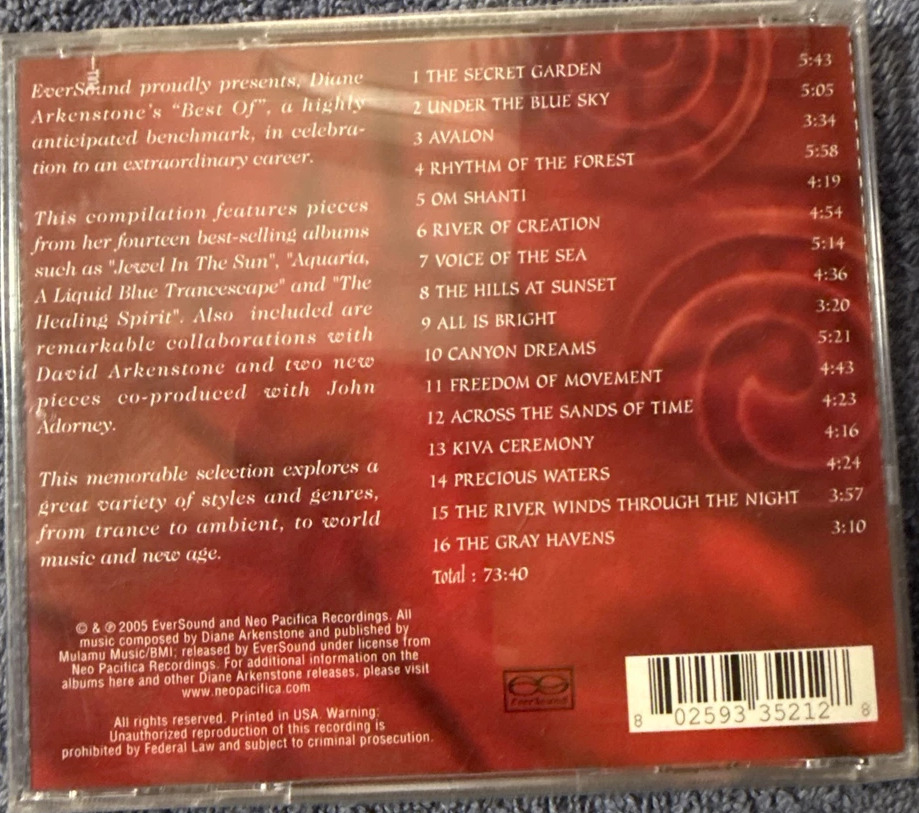 EverSound proudly presents, Diane
Arkenstone's "Best Of", a highly
anticipated benchmark, in celebra-
tion to an extraordinary career.
This compilation features pieces
from her fourteen best-selling albums
such as "Jewel In The Sun", "Aquaria,
A Liquid Blue Trancescape" and "The
Healing Spirit". Also included are
remarkable collaborations with
David Arkenstone and two new
pieces co-produced with John
Adorney.
This memorable selection explores a
great variety of styles and genres,
from trance to ambient, to world
music and new age.
1 THE SECRET GARDEN 5:43
2 UNDER THE BLUE SKY 5:05
3 AVALON 3:34
4 RHYTHM OF THE FOREST 5:58
5 OM SHANTI 4:19
6 RIVER OF CREATION 4:54
7 VOICE OF THE SEA 5:14
8 THE HILLS AT SUNSET 4:36
9 ALL IS BRIGHT 3:20
10 CANYON DREAMS 5:21
11 FREEDOM OF MOVEMENT 4:43
12 ACROSS THE SANDS OF TIME 4:23
13 KIVA CEREMONY 4:16
14 PRECIOUS WATERS 4:24
15 THE RIVER WINDS THROUGH THE NIGHT 3:57
16 THE GRAY HAVENS 3:10
Total : 73:40
© & ℗ 2005 EverSound and Neo Pacifica Recordings. All
music composed by Diane Arkenstone and published by
Mulamu Music/BMI; released by EverSound under license from
Neo Pacifica Recordings. For additional information on the
albums here and other Diane Arkenstone releases, please visit
www.neopacifica.com
All rights reserved. Printed in USA. Warning:
Unauthorized reproduction of this recording is
prohibited by Federal Law and subject to criminal prosecution.
EverSound
8 02593 35212 8